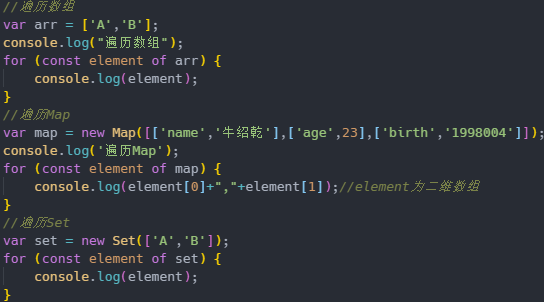 //遍历数组
var arr = ['A','B'];
console.log("遍历数组");
for (const element of arr) {
    console.log(element);
}
//遍历Map
var map = new Map([['name','牛绍乾'],['age',23],['birth','1998004']]);
console.log('遍历Map');
for (const element of map) {
    console.log(element[0]+","+element[1]);//element为二维数组
}
//遍历Set
var set = new Set(['A','B']);
for (const element of set) {
    console.log(element);
}